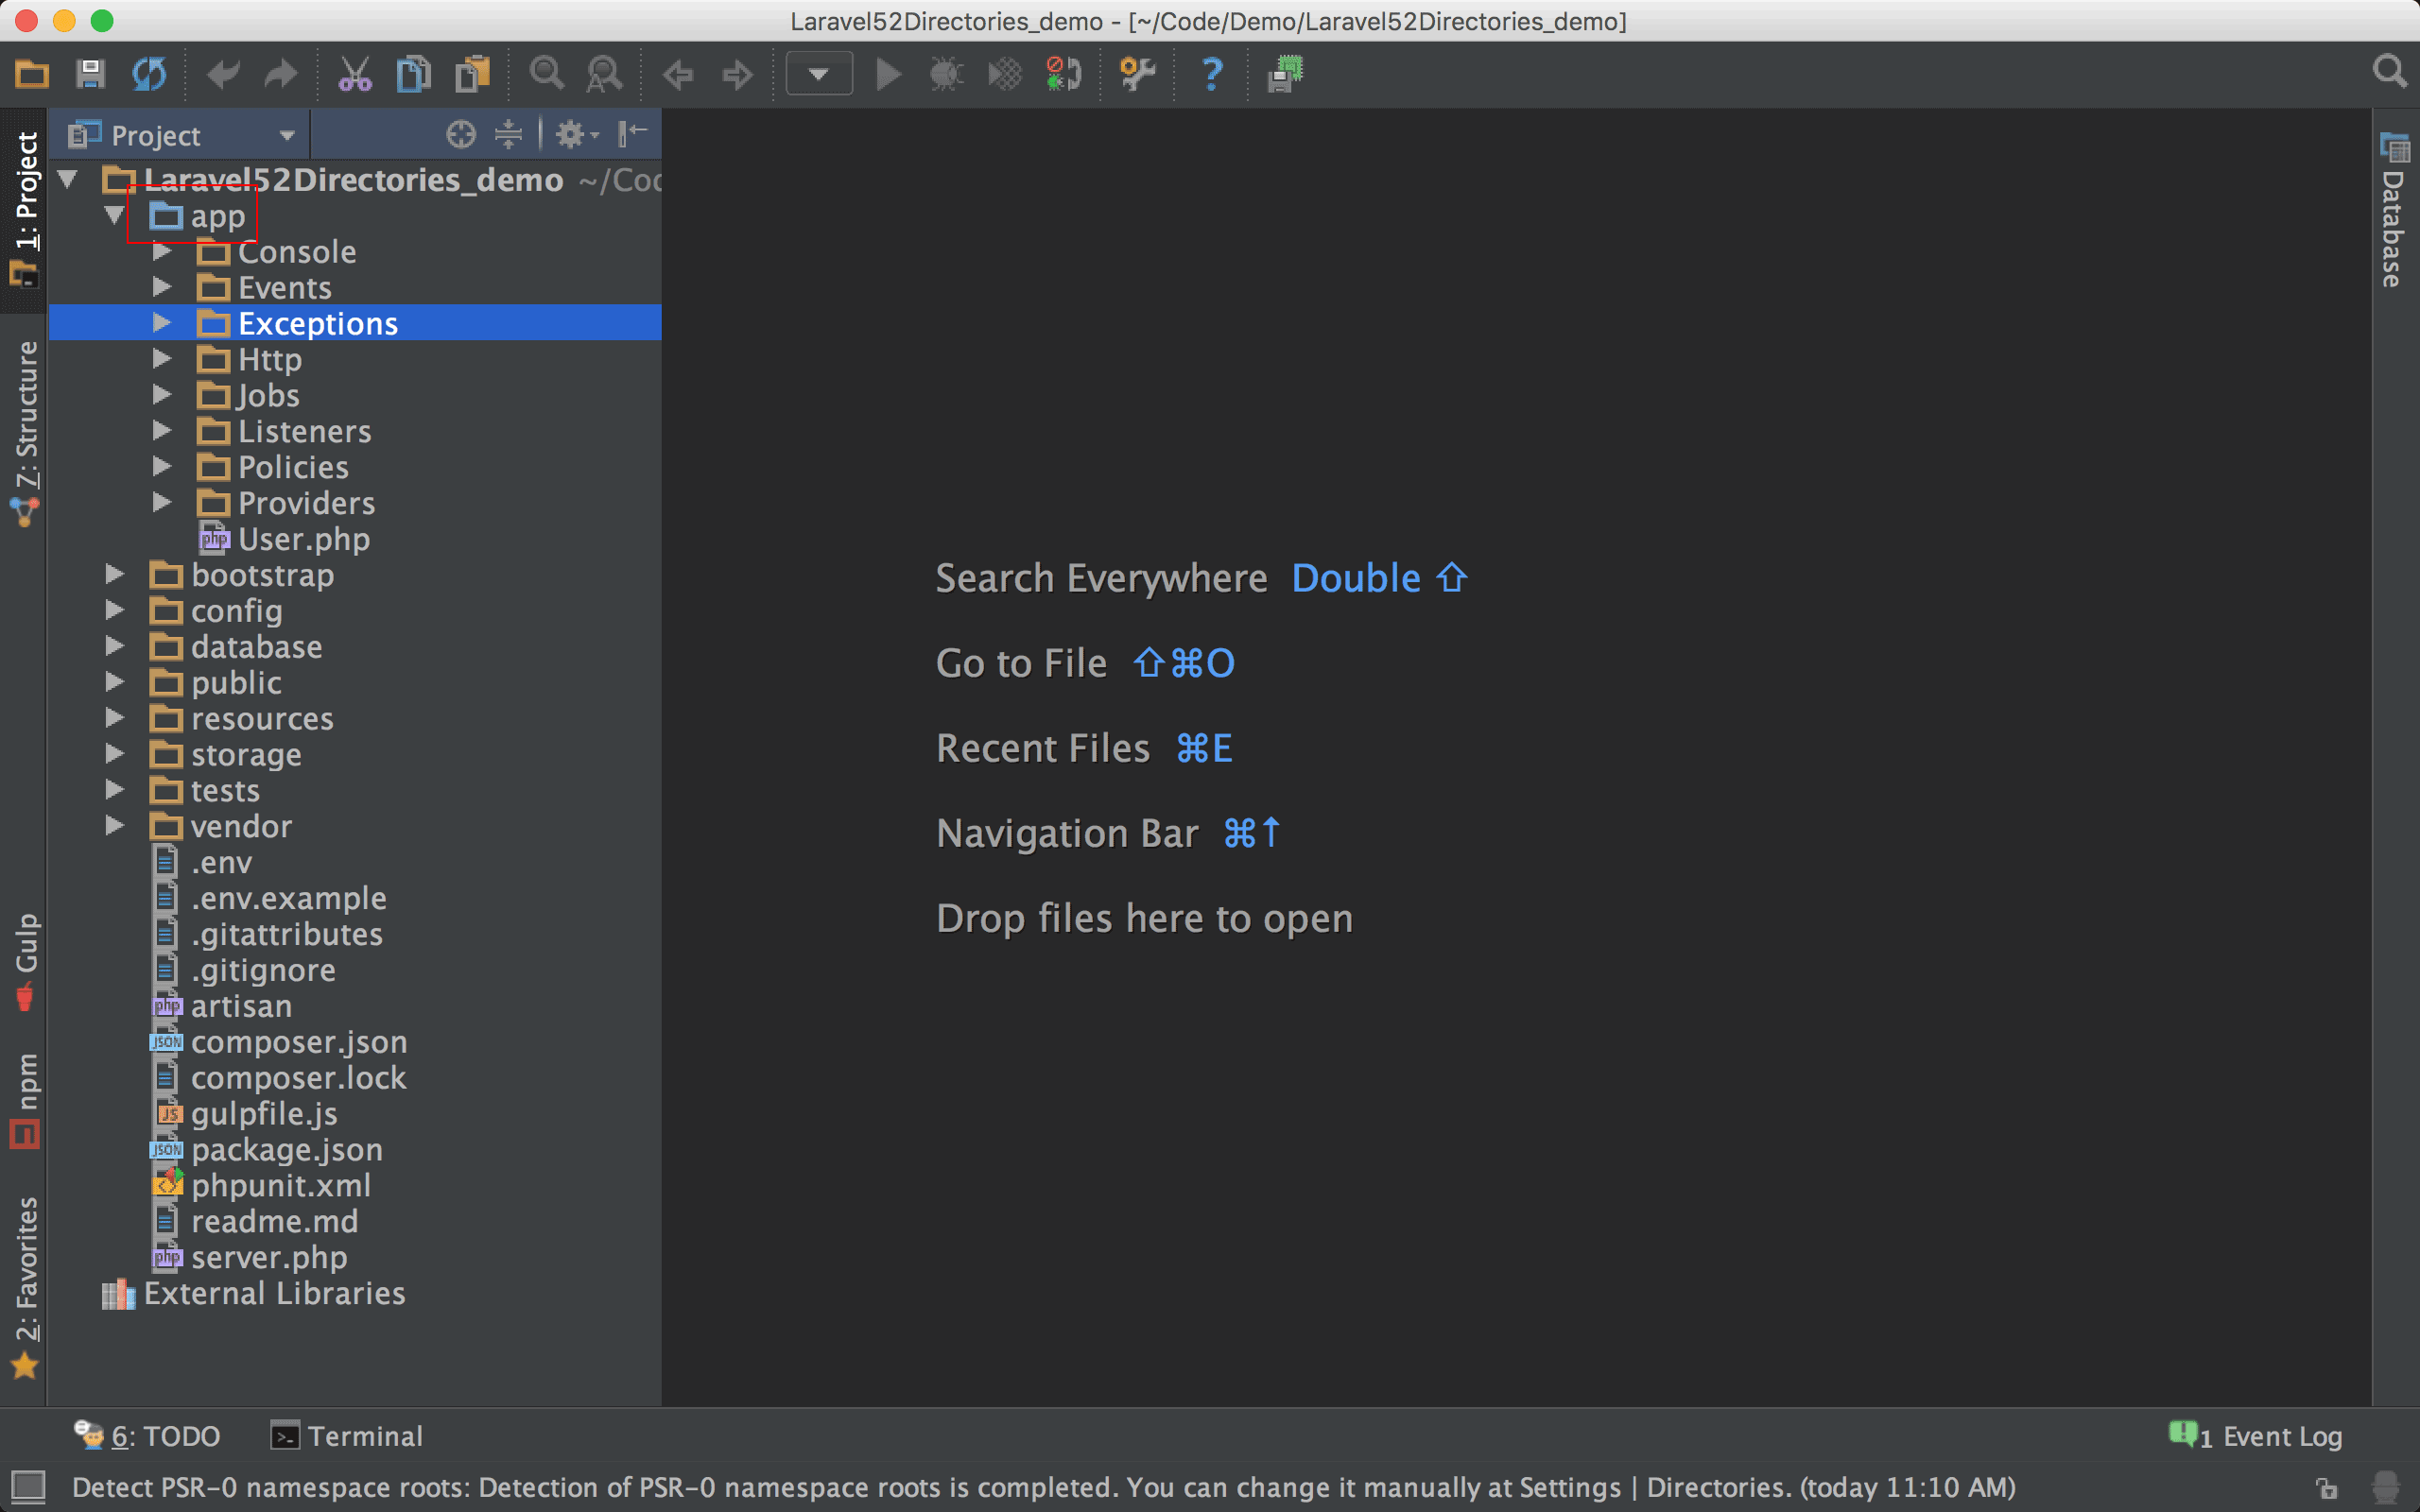 Laravel52Directories_demo - [~/Code/Demo/Laravel52Directories_demo]
1: Project
7: Structure
Gulp
npm
2: Favorites
Project
Laravel52Directories_demo ~/Cod
app
Console
Events
Exceptions
Http
Jobs
Listeners
Policies
Providers
User.php
bootstrap
config
database
public
resources
storage
tests
vendor
.env
.env.example
.gitattributes
.gitignore
artisan
composer.json
composer.lock
gulpfile.js
package.json
phpunit.xml
readme.md
server.php
External Libraries
Search Everywhere Double ⇧
Go to File ⇧⌘O
Recent Files ⌘E
Navigation Bar ⌘↑
Drop files here to open
Database
6: TODO
Terminal
1 Event Log
Detect PSR-0 namespace roots: Detection of PSR-0 namespace roots is completed. You can change it manually at Settings | Directories. (today 11:10 AM)